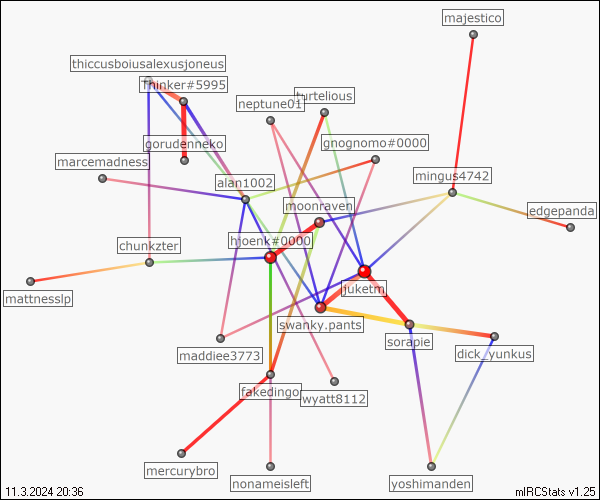 majestico
thiccusboiusalexusjoneus
Thinker#5995
neptune01
turtelious
gorudenneko
gnognomo#0000
marcemadness
alan1002
mingus4742
moonraven
edgepanda
hjoenk#0000
chunkzter
juketm
mattnesslp
swanky.pants
sorapie
maddiee3773
dick_yunkus
fakedingo
wyatt8112
mercurybro
nonameisleft
yoshimanden
11.3.2024 20:36
mIRCStats v1.25